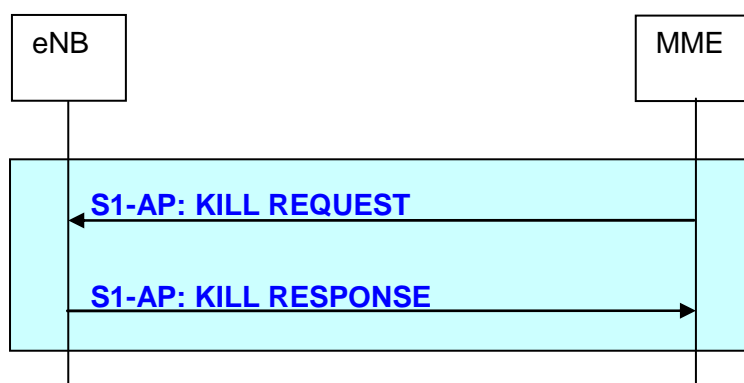 eNB
MME
S1-AP: KILL REQUEST
S1-AP: KILL RESPONSE